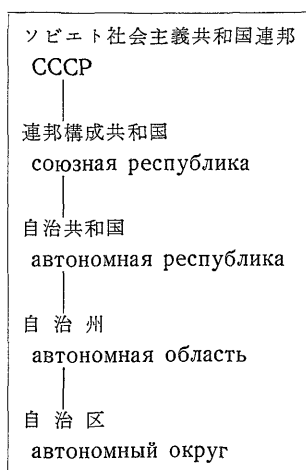 ソビエト社会主義共和国連邦
СССР
連邦構成共和国
союзная республика
自治共和国
автономная республика
自 治 州
автономная область
自 治 区
автономный округ